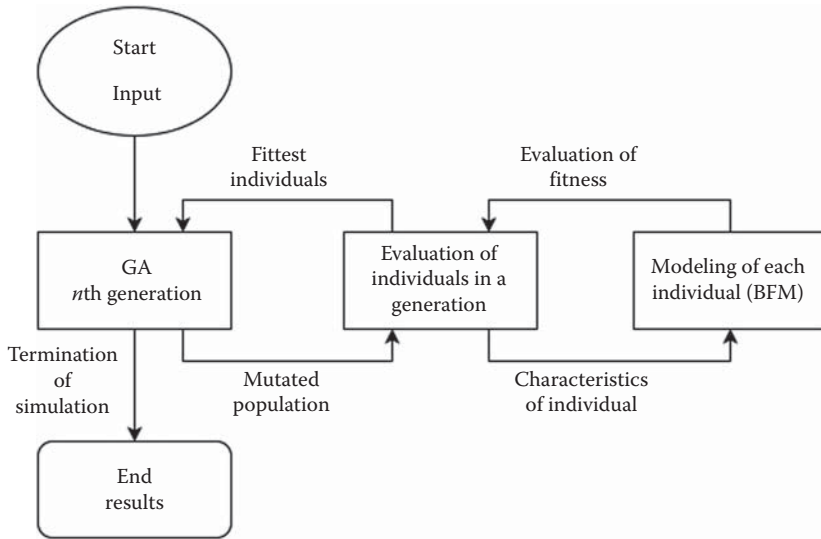 Start
Input
Fittest
individuals
Evaluation of
fitness
GA
nth generation
Evaluation of
individuals in a
generation
Modeling of each
individual (BFM)
Termination
of
simulation
Mutated
population
Characteristics
of individual
End
results